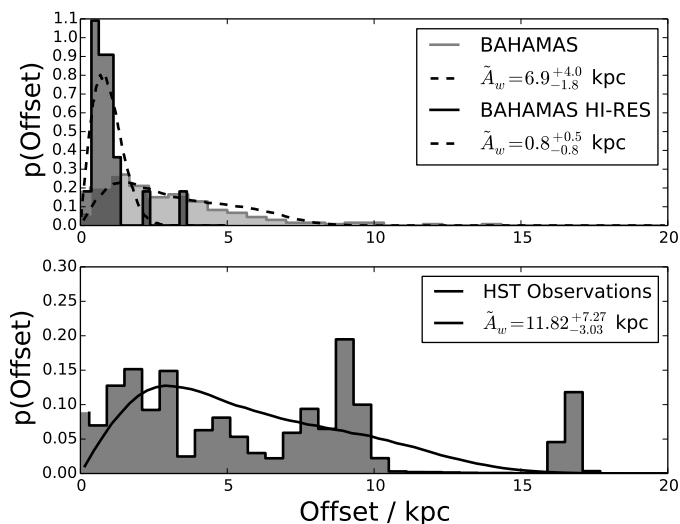 1.1
1.0
0.9
0.8
0.7
0.6
0.5
0.4
0.3
0.2
0.1
0.0
p(Offset)
BAHAMAS
Ã_w=6.9^{+4.0}_{-1.8} kpc
BAHAMAS HI-RES
Ã_w=0.8^{+0.5}_{-0.8} kpc
0 5 10 15 20
0.30
0.25
0.20
0.15
0.10
0.05
0.00
p(Offset)
HST Observations
Ã_w=11.82^{+7.27}_{-3.03} kpc
0 5 10 15 20
Offset / kpc